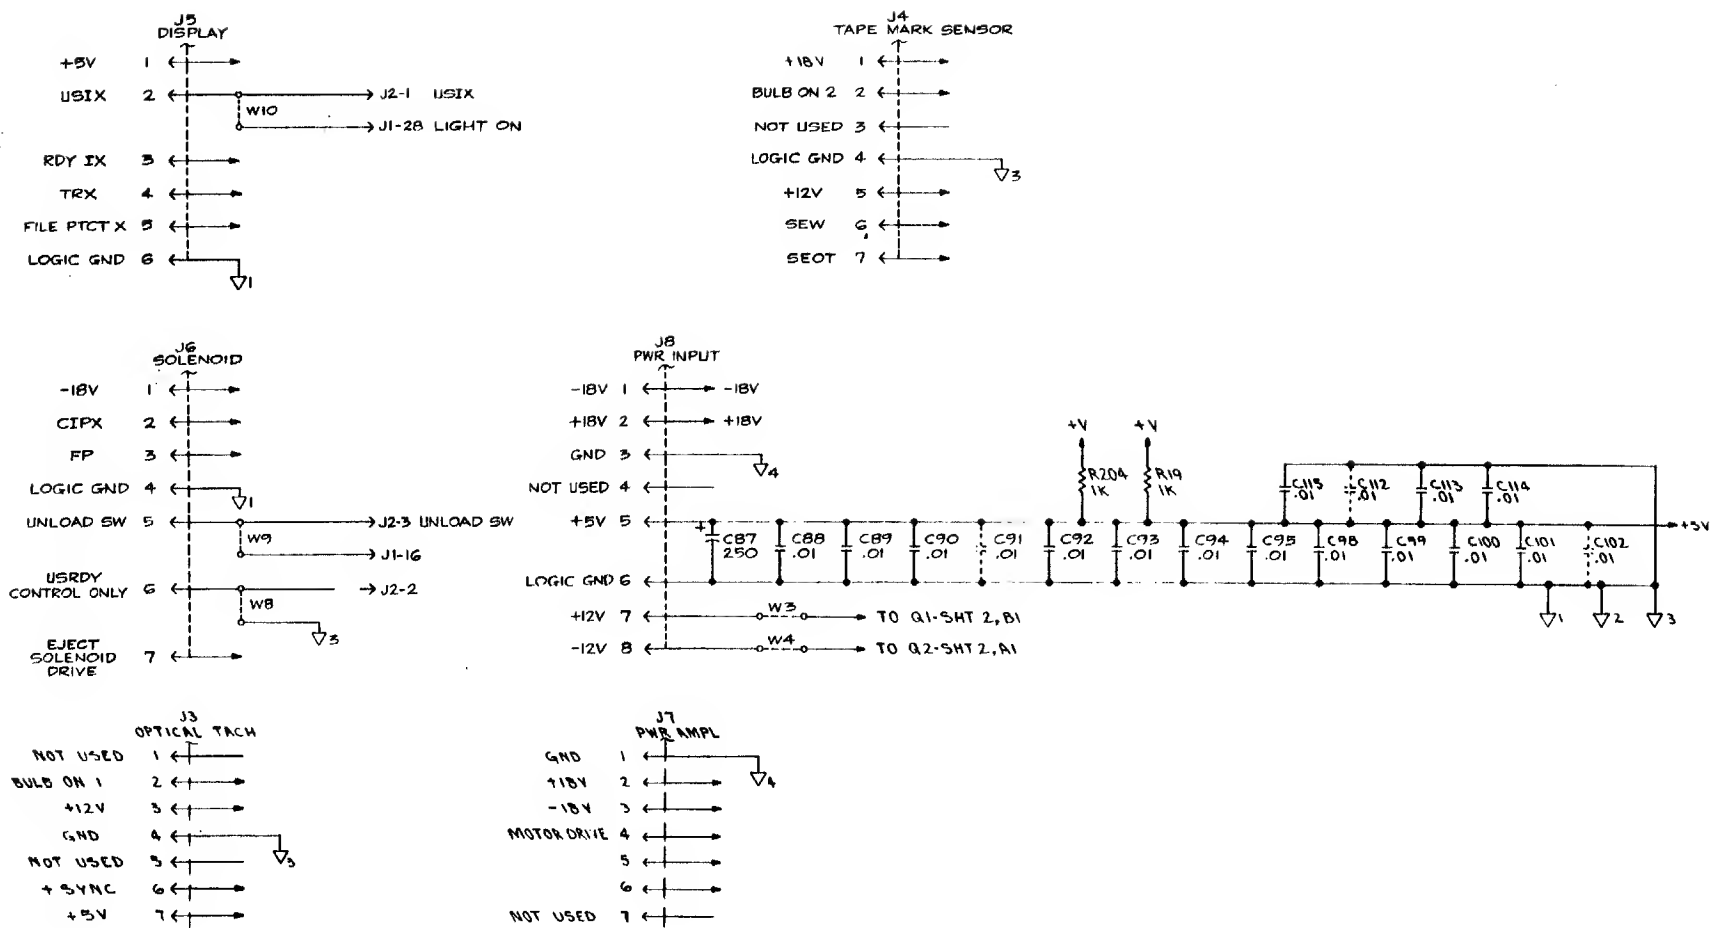 J5
DISPLAY
+5V 1
USIX 2 J2-1 USIX
W10
J1-28 LIGHT ON
RDY IX 3
TRX 4
FILE PTCT X 5
LOGIC GND 6
1
J4
TAPE MARK SENSOR
+18V 1
BULB ON 2 2
NOT USED 3
LOGIC GND 4
3
+12V 5
SEW 6
SEOT 7
J6
SOLENOID
-18V 1
CIPX 2
FP 3
LOGIC GND 4
1
UNLOAD SW 5 J2-3 UNLOAD SW
W9
J1-16
USRDY
CONTROL ONLY 6 J2-2
W8
3
EJECT
SOLENOID 7
DRIVE
J8
PWR INPUT
-18V 1 -18V
+18V 2 +18V
GND 3
4
NOT USED 4
+5V 5
LOGIC GND 6
+12V 7 W3 TO Q1-SHT 2, B1
-12V 8 W4 TO Q2-SHT 2, A1
+V +V
R204 R19
1K 1K
C115 C112 C113 C114
.01 .01 .01 .01
+5V
+
C87 C88 C89 C90 C91 C92 C93 C94 C95 C98 C99 C100 C101 C102
250 .01 .01 .01 .01 .01 .01 .01 .01 .01 .01 .01 .01 .01
1 2 3
J3
OPTICAL TACH
NOT USED 1
BULB ON 1 2
+12V 3
GND 4
3
NOT USED 5
+ SYNC 6
+5V 7
J7
PWR AMPL
GND 1
4
+18V 2
-18V 3
MOTOR DRIVE 4
5
6
NOT USED 7